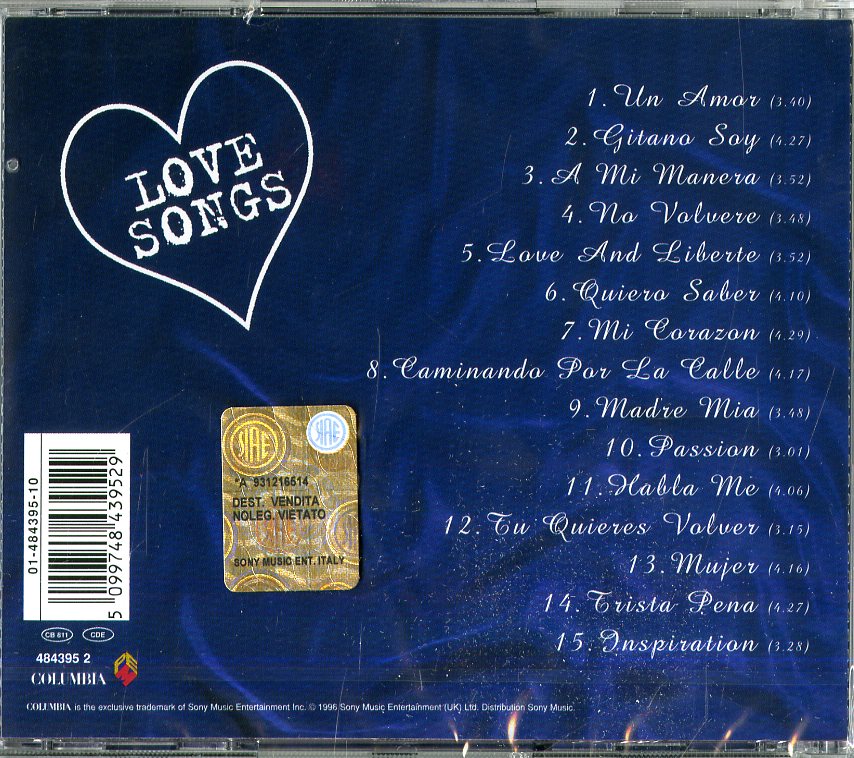 LOVE
SONGS
1. Un Amor (3.40)
2. Gitano Soy (4.27)
3. A Mi Manera (3.52)
4. No Volvere (3.48)
5. Love And Liberte (3.52)
6. Quiero Saber (4.10)
7. Mi Corazon (4.29)
8. Caminando Por La Calle (4.17)
9. Madre Mia (3.48)
10. Passion (3.01)
11. Habla Me (4.06)
12. Tu Quieres Volver (3.15)
13. Mujer (4.16)
14. Trista Pena (4.27)
15. Inspiration (3.28)
01-484395-10
5 099748 439529
*A 931216514
DEST. VENDITA
NOLEG. VIETATO
SONY MUSIC ENT. ITALY
CB 811
CDE
484395 2
COLUMBIA
COLUMBIA is the exclusive trademark of Sony Music Entertainment Inc. © 1996 Sony Music Entertainment (UK) Ltd. Distribution Sony Music.